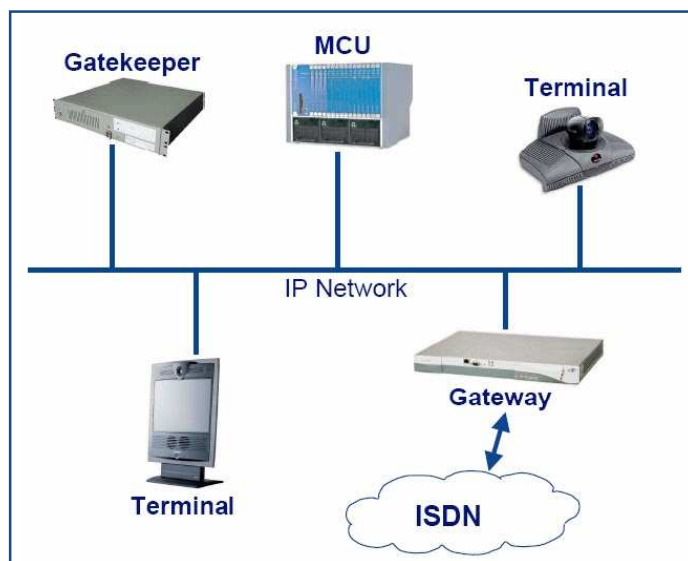 MCU
Gatekeeper
Terminal
IP Network
Gateway
Terminal
ISDN